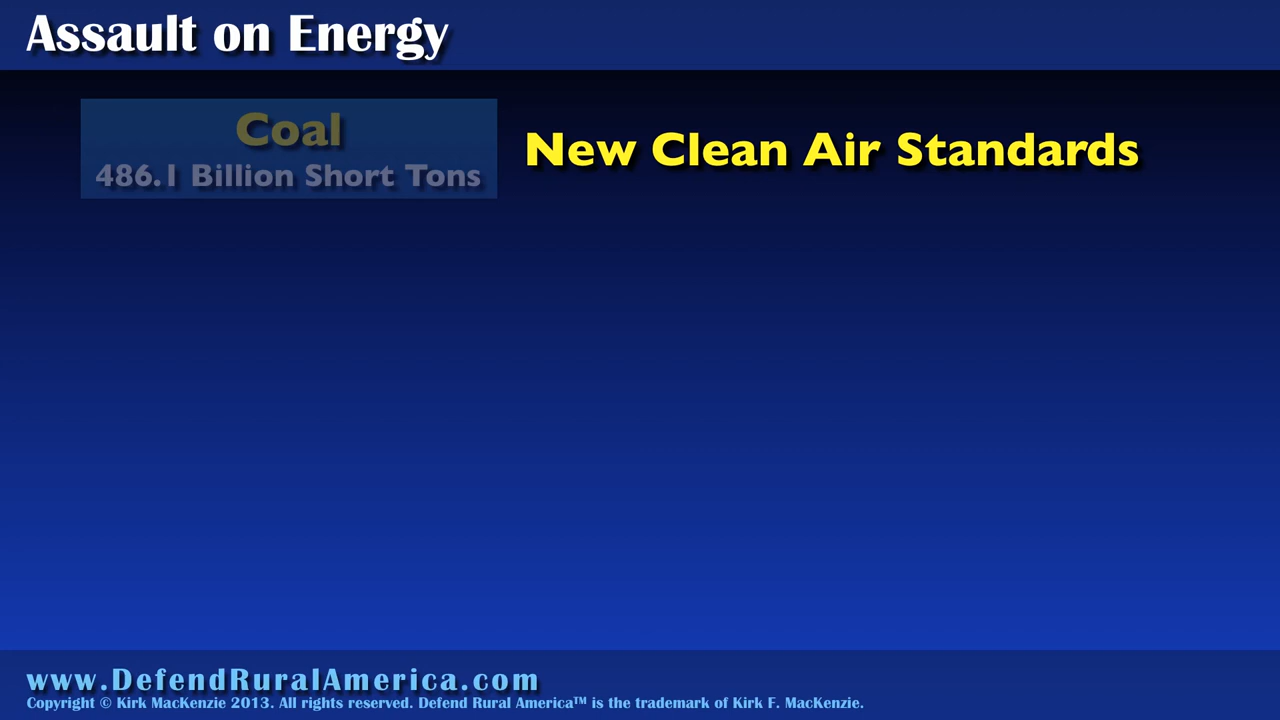 Assault on Energy
Coal
486.1 Billion Short Tons
New Clean Air Standards
www.DefendRuralAmerica.com
Copyright © Kirk MacKenzie 2013. All rights reserved. Defend Rural America™ is the trademark of Kirk F. MacKenzie.